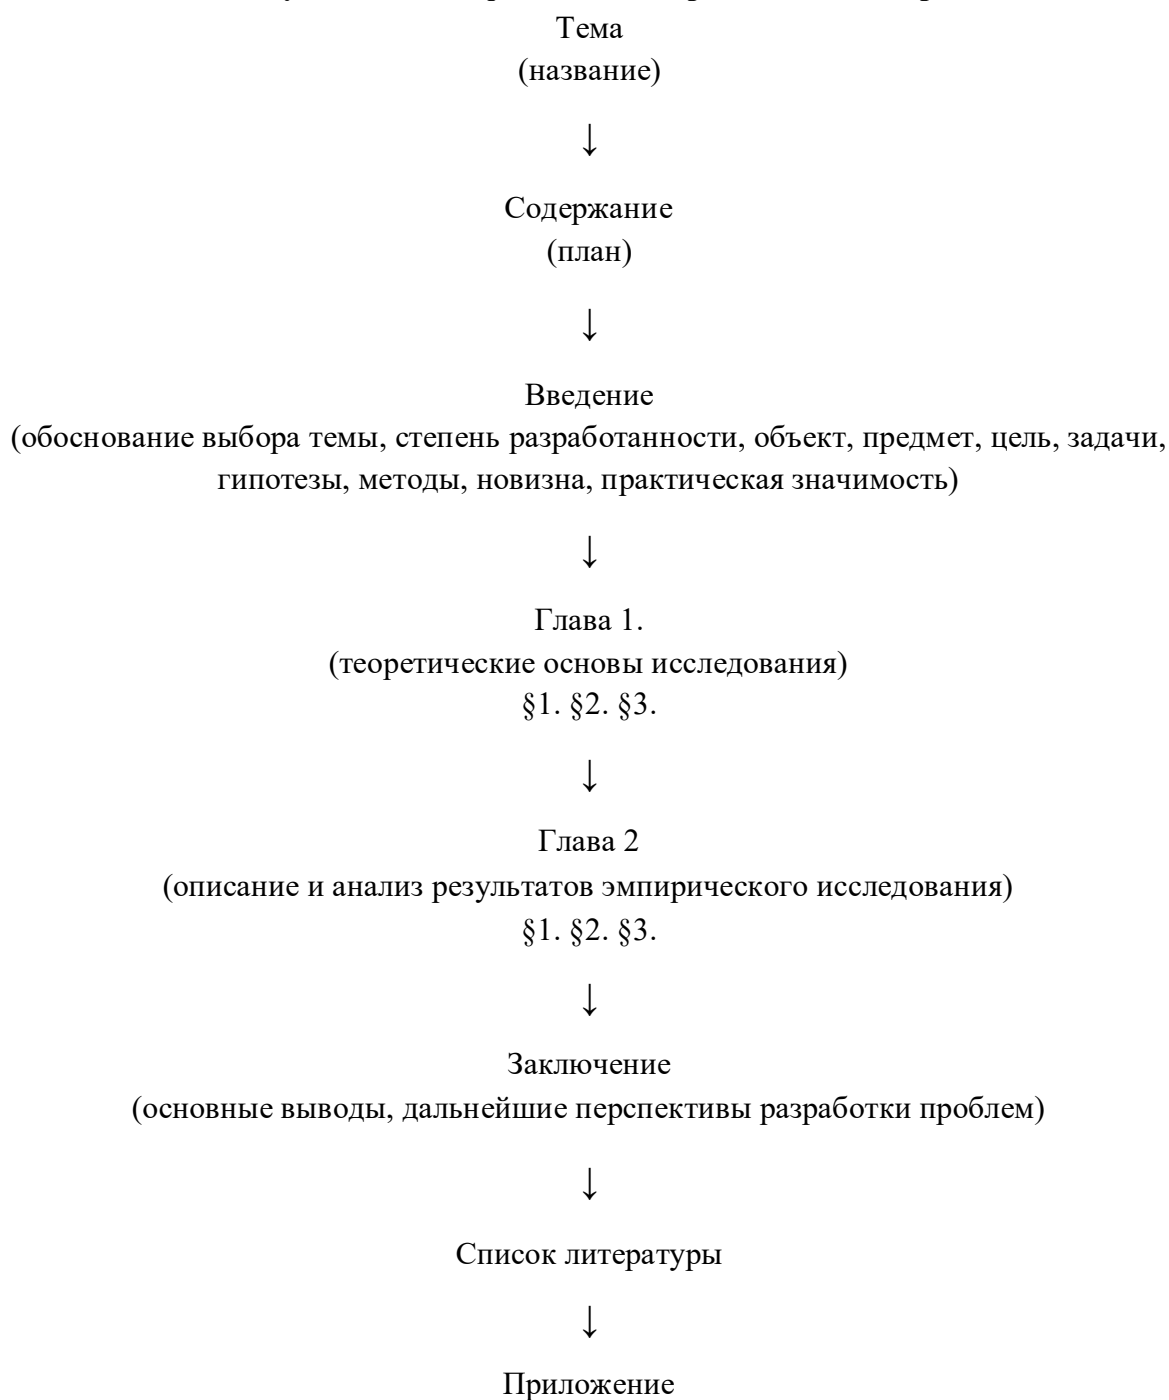 Тема
(название)
↓
Содержание
(план)
↓
Введение
(обоснование выбора темы, степень разработанности, объект, предмет, цель, задачи,
гипотезы, методы, новизна, практическая значимость)
↓
Глава 1.
(теоретические основы исследования)
§1. §2. §3.
↓
Глава 2
(описание и анализ результатов эмпирического исследования)
§1. §2. §3.
↓
Заключение
(основные выводы, дальнейшие перспективы разработки проблем)
↓
Список литературы
↓
Приложение